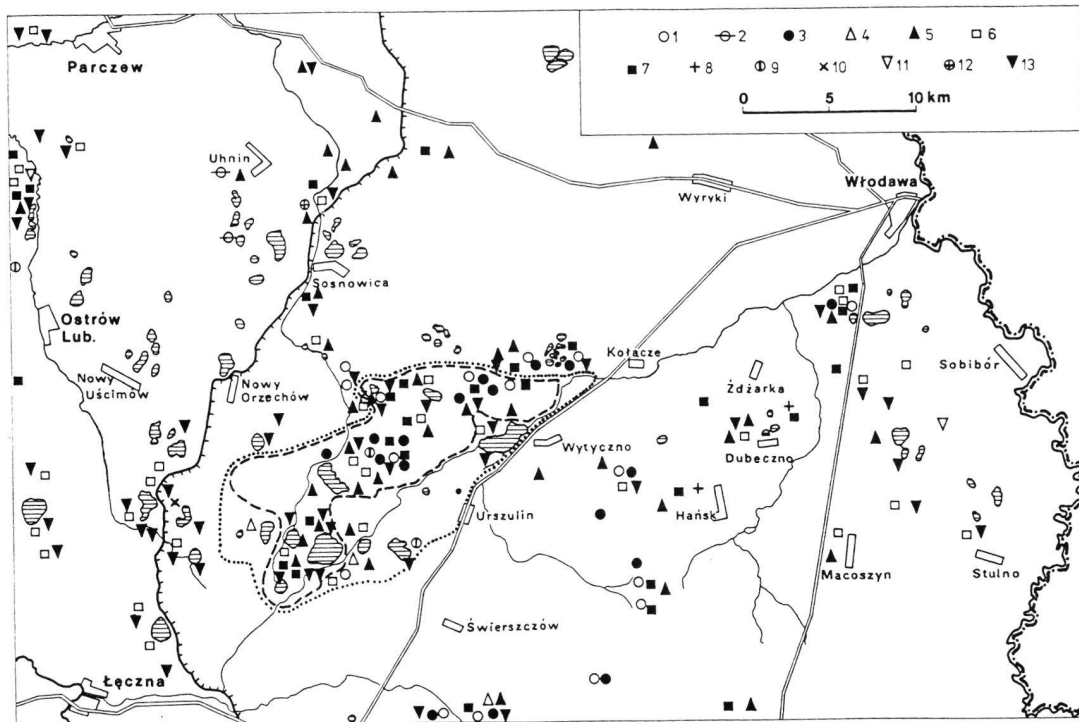 1 2 3 4 5 6
7 8 9 10 11 12 13
0 5 10 km
Parczew
Uhnin
Wyryki
Włodawa
Sosnowica
Ostrów
Lub.
Nowy
Uścimów
Nowy
Orzechów
Kołacze
Żdżarka
Sobibór
Wytyczno
Dubeczno
Urszulin
Hańsk
Macoszyn
Stulno
Świerszczów
Łęczna